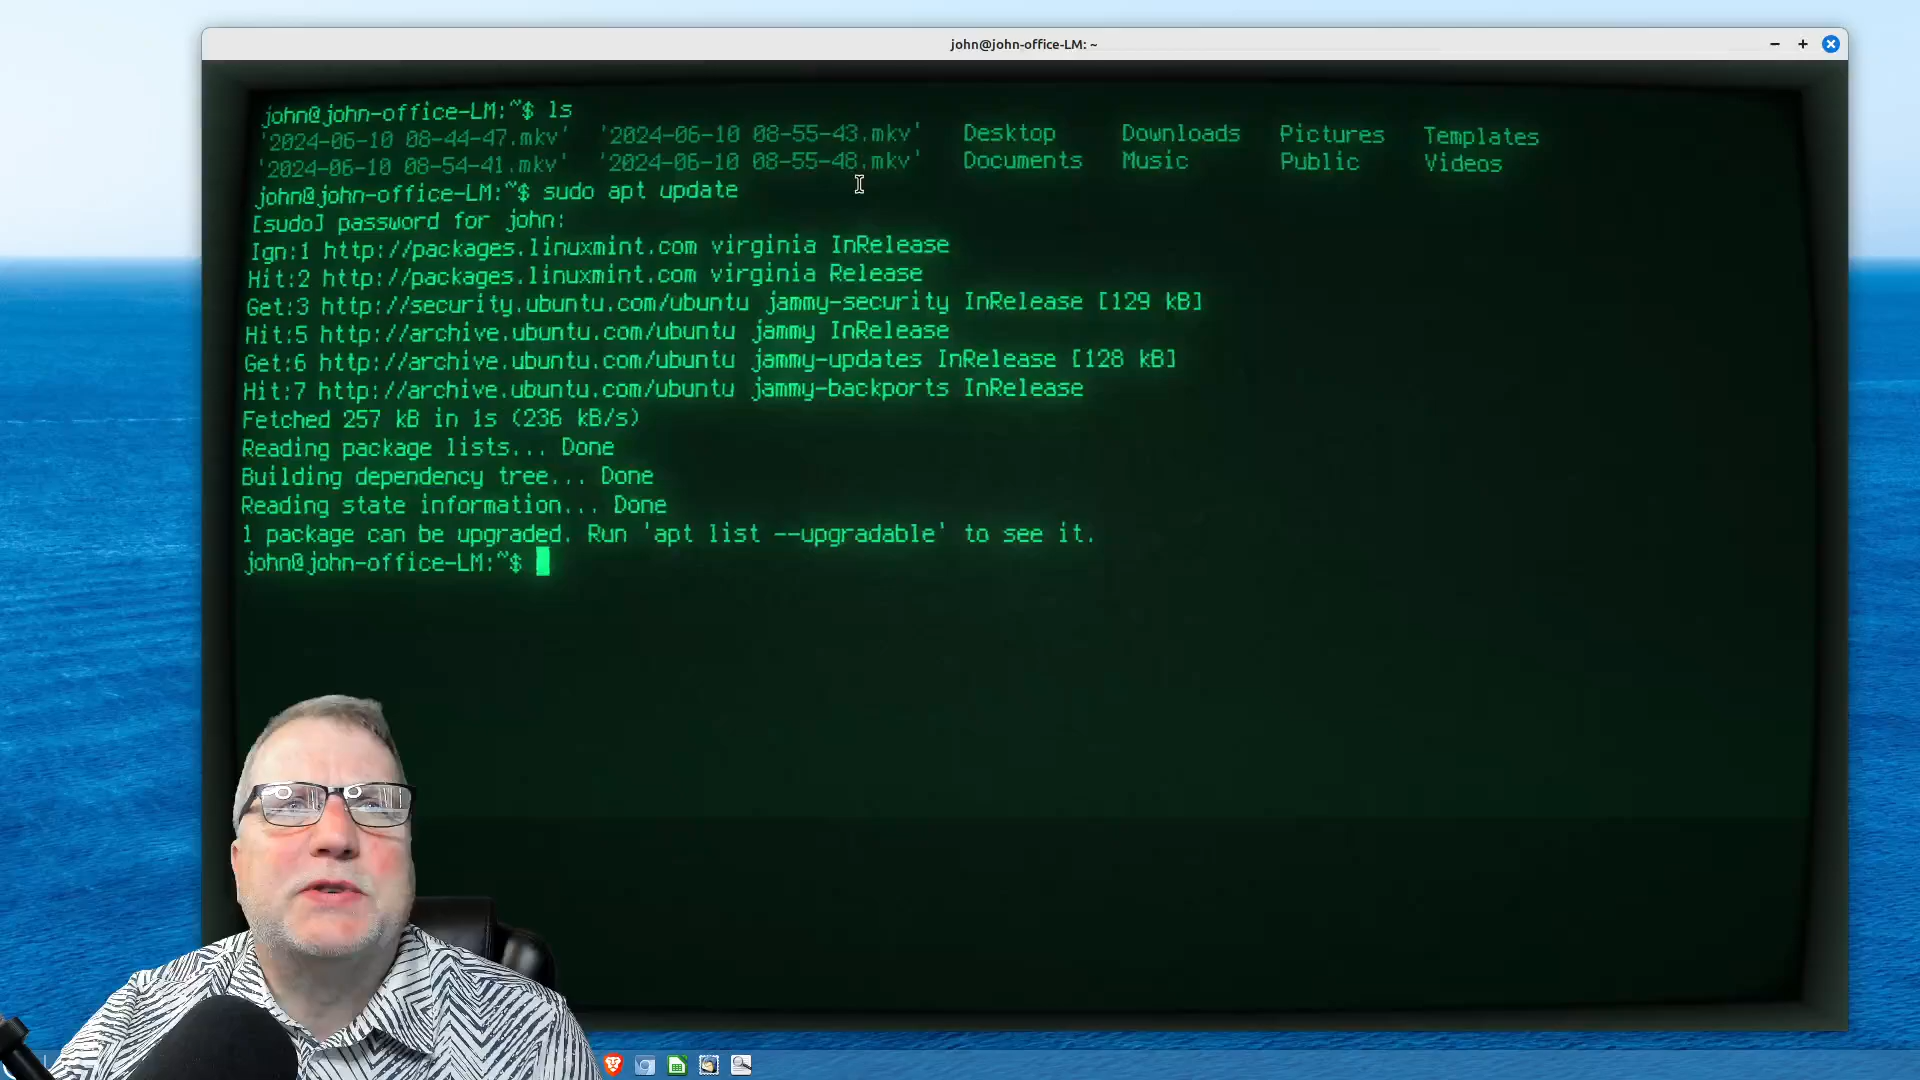 john@john-office-LM: ~
john@john-office-LM:~$ ls
'2024-06-10 08-44-47.mkv' '2024-06-10 08-55-43.mkv' Desktop Downloads Pictures Templates
'2024-06-10 08-54-41.mkv' '2024-06-10 08-55-48.mkv' Documents Music Public Videos
john@john-office-LM:~$ sudo apt update
[sudo] password for john:
Ign:1 http://packages.linuxmint.com virginia InRelease
Hit:2 http://packages.linuxmint.com virginia Release
Get:3 http://security.ubuntu.com/ubuntu jammy-security InRelease [129 kB]
Hit:5 http://archive.ubuntu.com/ubuntu jammy InRelease
Get:6 http://archive.ubuntu.com/ubuntu jammy-updates InRelease [128 kB]
Hit:7 http://archive.ubuntu.com/ubuntu jammy-backports InRelease
Fetched 257 kB in 1s (236 kB/s)
Reading package lists... Done
Building dependency tree... Done
Reading state information... Done
1 package can be upgraded. Run 'apt list --upgradable' to see it.
john@john-office-LM:~$